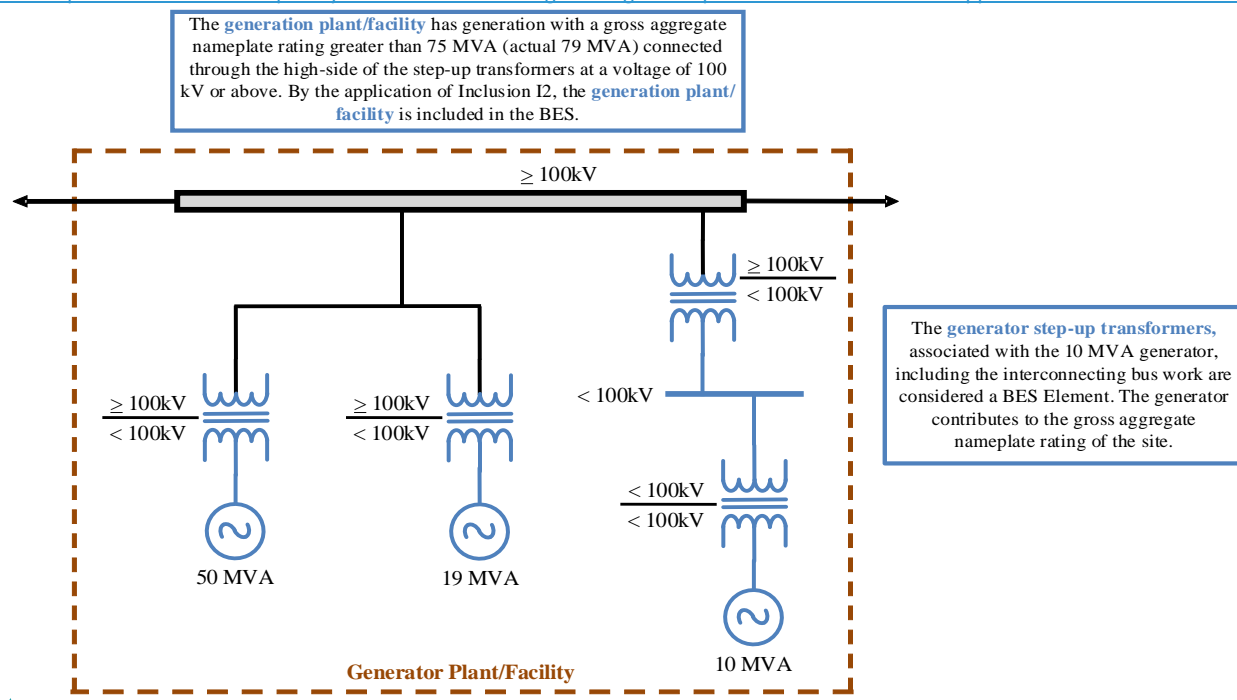 The generation plant/facility has generation with a gross aggregate
nameplate rating greater than 75 MVA (actual 79 MVA) connected
through the high-side of the step-up transformers at a voltage of 100
kV or above. By the application of Inclusion I2, the generation plant/
facility is included in the BES.
≥ 100kV
≥ 100kV
< 100kV
The generator step-up transformers,
associated with the 10 MVA generator,
including the interconnecting bus work are
considered a BES Element. The generator
contributes to the gross aggregate
nameplate rating of the site.
< 100kV
≥ 100kV
< 100kV
≥ 100kV
< 100kV
< 100kV
< 100kV
50 MVA
19 MVA
10 MVA
Generator Plant/Facility